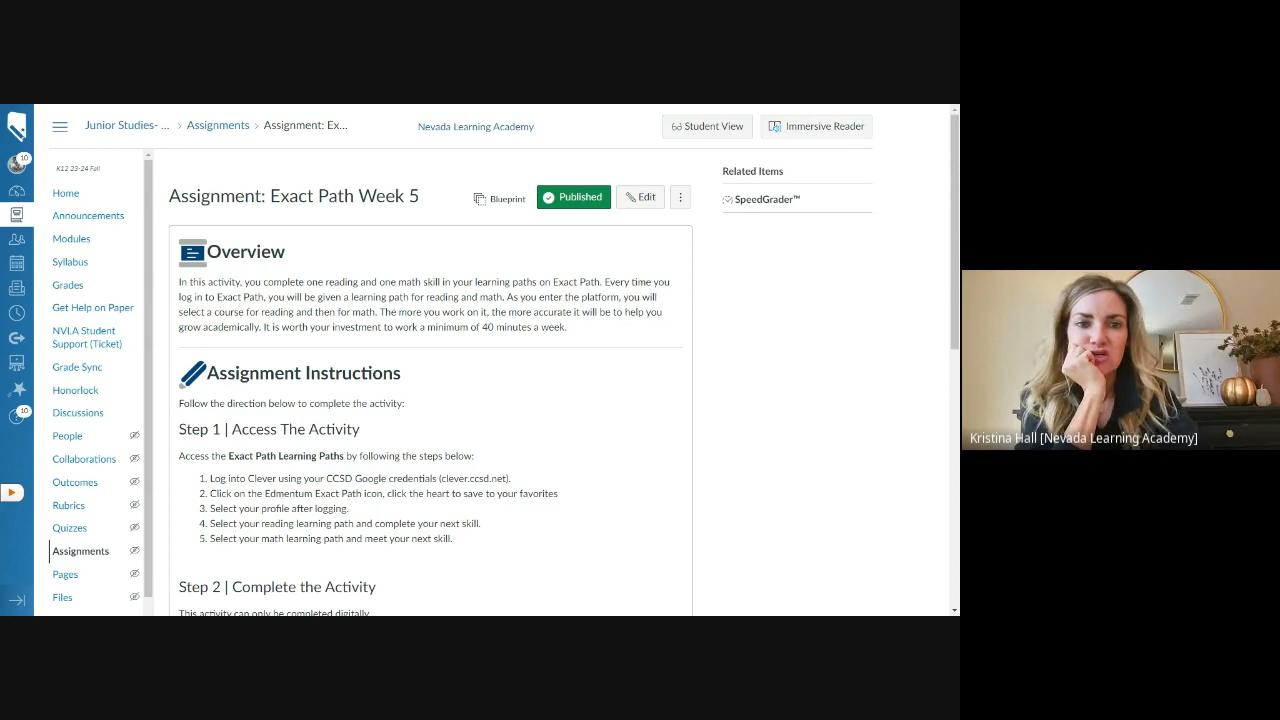 Junior Studies- ... > Assignments > Assignment: Ex...
Nevada Learning Academy
Student View
Immersive Reader
10
K12 23-24 Fall
Home
Announcements
Modules
Syllabus
Grades
Get Help on Paper
NVLA Student
Support (Ticket)
Grade Sync
Honorlock
Discussions
10
People
Collaborations
Outcomes
Rubrics
Quizzes
Assignments
Pages
Files
Assignment: Exact Path Week 5
Blueprint
Published
Edit
Related Items
SpeedGrader™
Overview
In this activity, you complete one reading and one math skill in your learning paths on Exact Path. Every time you
log in to Exact Path, you will be given a learning path for reading and math. As you enter the platform, you will
select a course for reading and then for math. The more you work on it, the more accurate it will be to help you
grow academically. It is worth your investment to work a minimum of 40 minutes a week.
Assignment Instructions
Follow the direction below to complete the activity:
Step 1 | Access The Activity
Access the Exact Path Learning Paths by following the steps below:
1. Log into Clever using your CCSD Google credentials (clever.ccsd.net).
2. Click on the Edmentum Exact Path icon, click the heart to save to your favorites
3. Select your profile after logging.
4. Select your reading learning path and complete your next skill.
5. Select your math learning path and meet your next skill.
Step 2 | Complete the Activity
This activity can only be completed digitally.
Kristina Hall [Nevada Learning Academy]